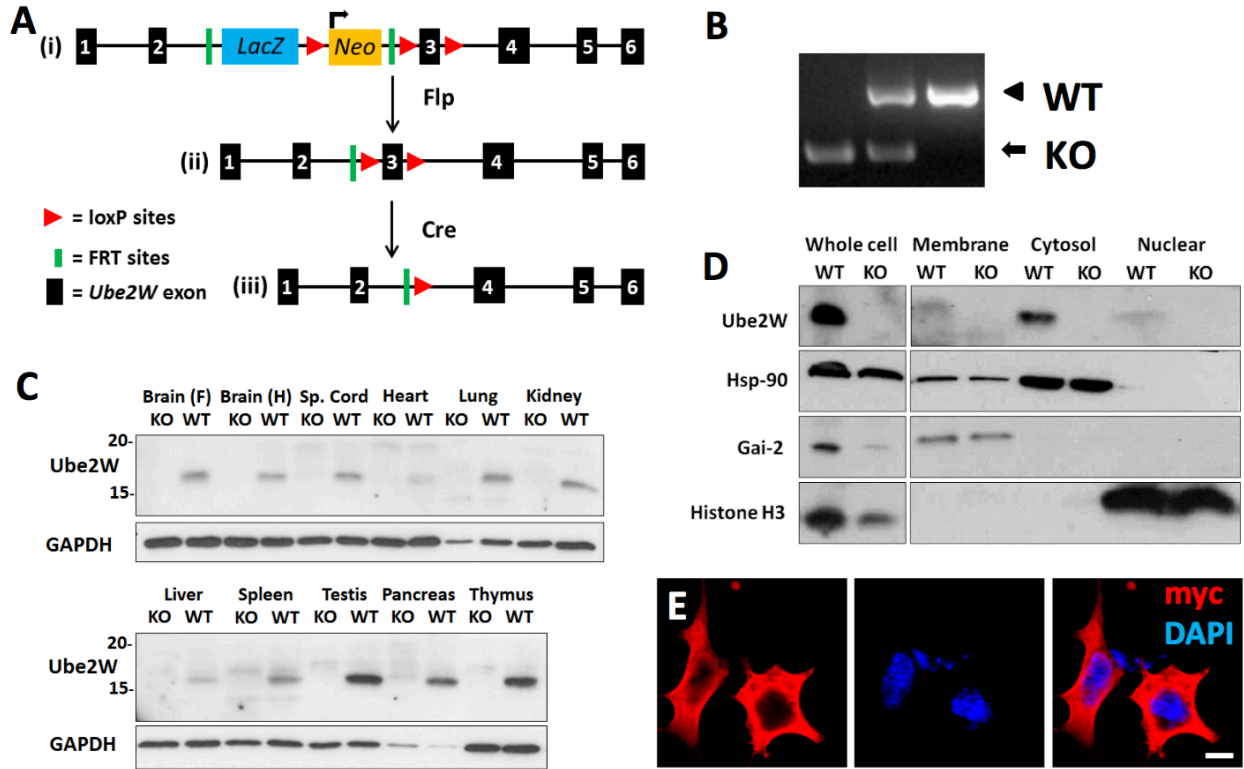 A
(i)
1 2 LacZ Neo 3 4 5 6
Flp
(ii)
1 2 3 4 5 6
= loxP sites
= FRT sites
= Ube2W exon
Cre
(iii)
1 2 4 5 6
B
WT
KO
C
Brain (F) Brain (H) Sp. Cord Heart Lung Kidney
KO WT KO WT KO WT KO WT KO WT KO WT
20-
Ube2W
15-
GAPDH
Liver Spleen Testis Pancreas Thymus
KO WT KO WT KO WT KO WT KO WT
20-
Ube2W
15-
GAPDH
D
Whole cell Membrane Cytosol Nuclear
WT KO WT KO WT KO WT KO
Ube2W
Hsp-90
Gai-2
Histone H3
E
myc
DAPI